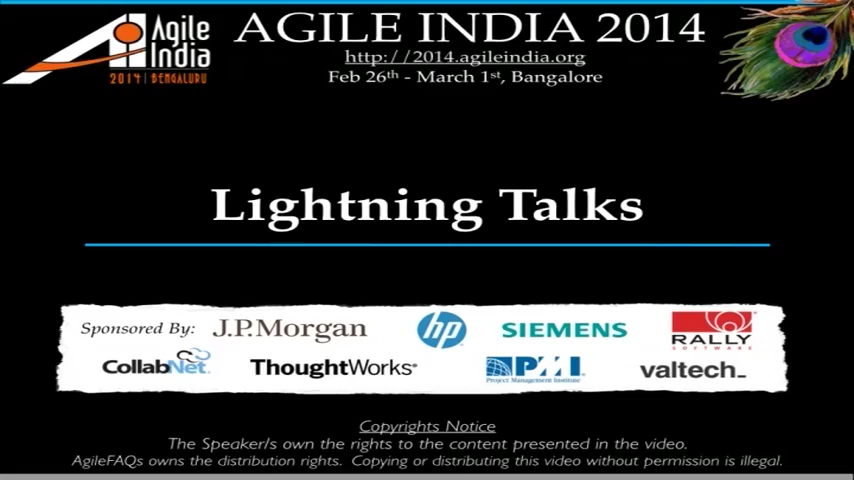 Agile
India
2014 | BENGALURU
AGILE INDIA 2014
http://2014.agileindia.org
Feb 26th - March 1st, Bangalore
Lightning Talks
Sponsored By: J.P.Morgan hp SIEMENS RALLY
SOFTWARE
CollabNet ThoughtWorks® PMI valtech_
Project Management Institute
Copyrights Notice
The Speaker/s own the rights to the content presented in the video.
AgileFAQs owns the distribution rights. Copying or distributing this video without permission is illegal.